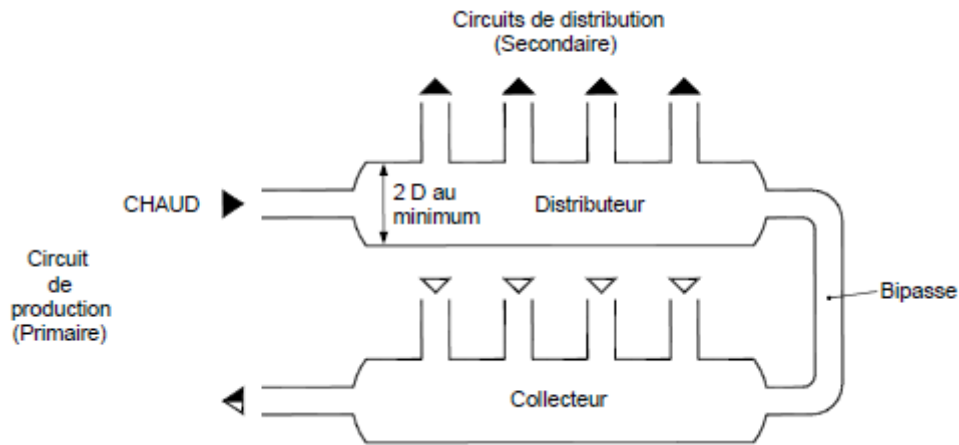 Circuits de distribution
(Secondaire)
CHAUD
2 D au
minimum
Distributeur
Circuit
de
production
(Primaire)
Bipasse
Collecteur